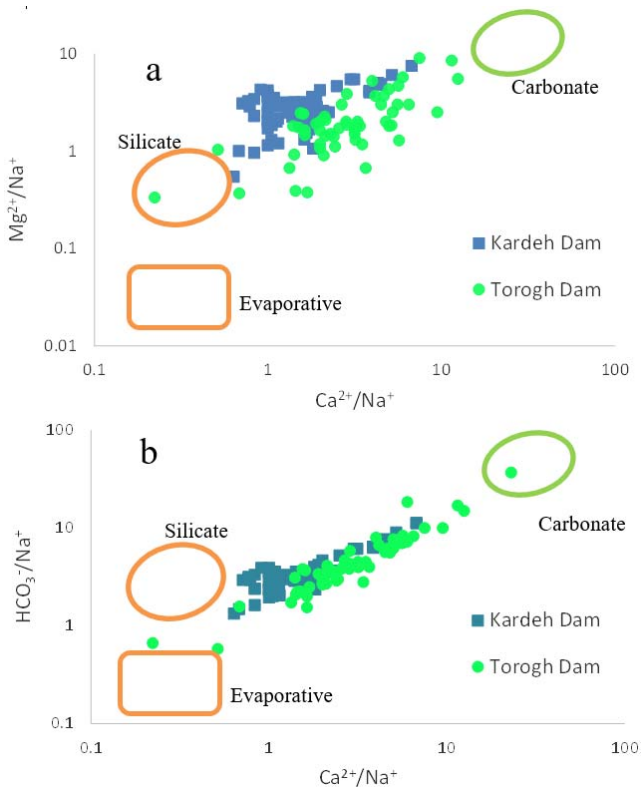 a
10
1
0.1
0.01
Mg²⁺/Na⁺
Silicate
Carbonate
Evaporative
Kardeh Dam
Torogh Dam
0.1
1
10
100
Ca²⁺/Na⁺
b
100
10
1
0.1
HCO₃⁻/Na⁺
Silicate
Carbonate
Evaporative
Kardeh Dam
Torogh Dam
0.1
1
10
100
Ca²⁺/Na⁺